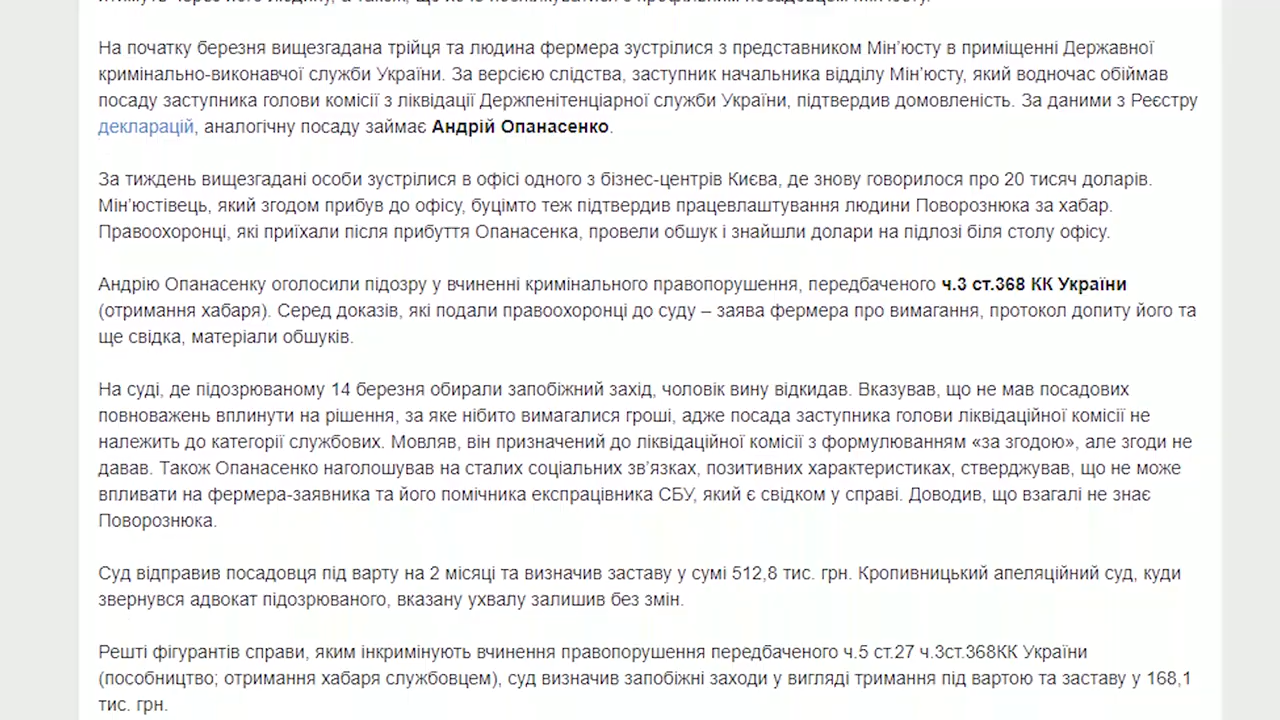 На початку березня вищезгадана трійця та людина фермера зустрілися з представником Мін’юсту в приміщенні Державної
кримінально-виконавчої служби України. За версією слідства, заступник начальника відділу Мін’юсту, який водночас обіймав
посаду заступника голови комісії з ліквідації Держпенітенціарної служби України, підтвердив домовленість. За даними з Реєстру
декларацій, аналогічну посаду займає Андрій Опанасенко.
За тиждень вищезгадані особи зустрілися в офісі одного з бізнес-центрів Києва, де знову говорилося про 20 тисяч доларів.
Мін’юстівець, який згодом прибув до офісу, буцімто теж підтвердив працевлаштування людини Поворознюка за хабар.
Правоохоронці, які приїхали після прибуття Опанасенка, провели обшук і знайшли долари на підлозі біля столу офісу.
Андрію Опанасенку оголосили підозру у вчиненні кримінального правопорушення, передбаченого ч.3 ст.368 КК України
(отримання хабаря). Серед доказів, які подали правоохоронці до суду – заява фермера про вимагання, протокол допиту його та
ще свідка, матеріали обшуків.
На суді, де підозрюваному 14 березня обирали запобіжний захід, чоловік вину відкидав. Вказував, що не мав посадових
повноважень вплинути на рішення, за яке нібито вимагалися гроші, адже посада заступника голови ліквідаційної комісії не
належить до категорії службових. Мовляв, він призначений до ліквідаційної комісії з формулюванням «за згодою», але згоди не
давав. Також Опанасенко наголошував на сталих соціальних зв’язках, позитивних характеристиках, стверджував, що не може
впливати на фермера-заявника та його помічника експрацівника СБУ, який є свідком у справі. Доводив, що взагалі не знає
Поворознюка.
Суд відправив посадовця під варту на 2 місяці та визначив заставу у сумі 512,8 тис. грн. Кропивницький апеляційний суд, куди
звернувся адвокат підозрюваного, вказану ухвалу залишив без змін.
Решті фігурантів справи, яким інкримінують вчинення правопорушення передбаченого ч.5 ст.27 ч.3ст.368КК України
(пособництво; отримання хабаря службовцем), суд визначив запобіжні заходи у вигляді тримання під вартою та заставу у 168,1
тис. грн.